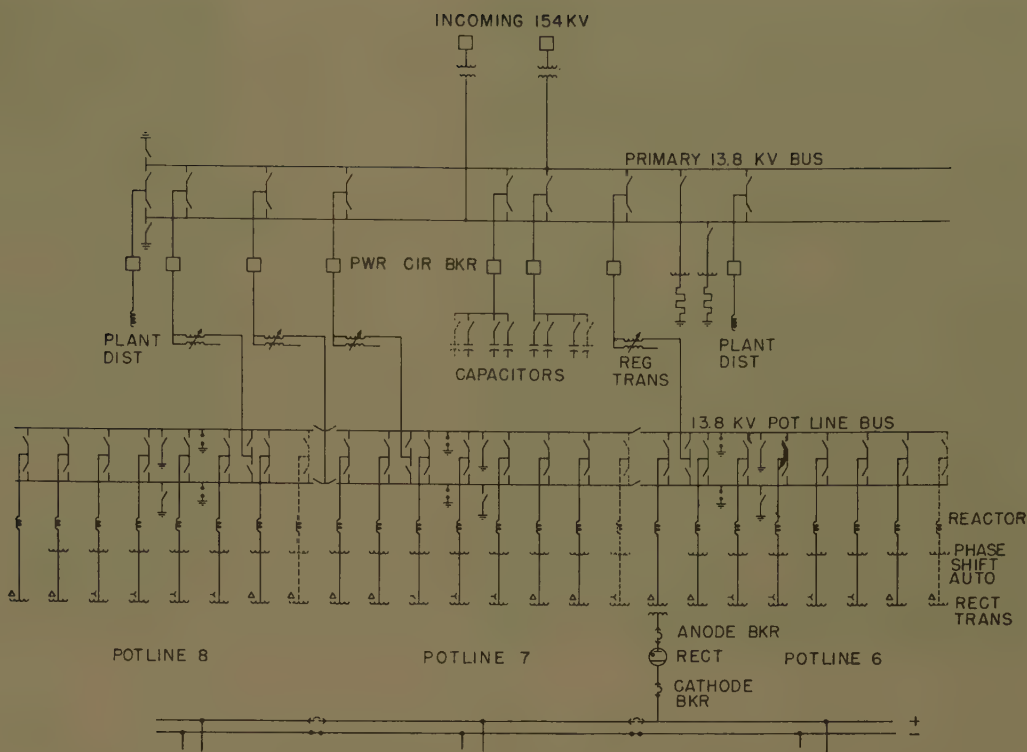 INCOMING 154KV
PRIMARY 13.8 KV BUS
PWR CIR BKR
PLANT
DIST
CAPACITORS
REG
TRANS
PLANT
DIST
13.8 KV POT LINE BUS
REACTOR
PHASE
SHIFT
AUTO
RECT
TRANS
POTLINE 8
POTLINE 7
POTLINE 6
ANODE BKR
RECT
CATHODE
BKR
+
−